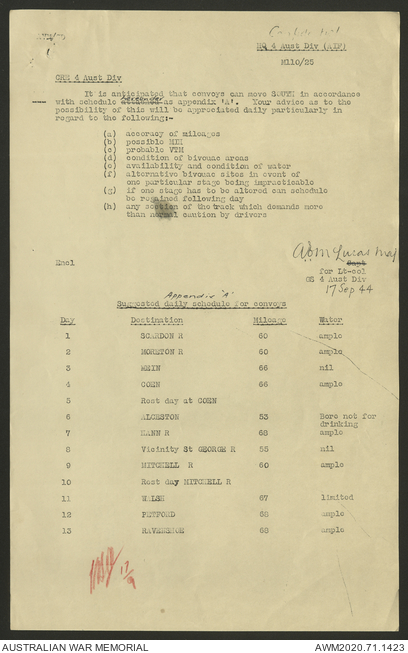 HQ 4 Aust Div (AIF)
M110/25
CRE 4 Aust Div
It is anticipated that convoys can move SOUTH in accordance
with schedule as appendix 'A'. Your advice as to the
possibility of this will be appreciated daily particularly in
regard to the following:-
(a) accuracy of mileages
(b) possible MIH
(c) probable VTM
(d) condition of bivouac areas
(e) availability and condition of water
(f) alternative bivouac sites in event of
one particular stage being impracticable
(g) if one stage has to be altered can schedule
be regained following day
(h) any section of the track which demands more
than normal caution by drivers
Encl
Maj
Capt
for Lt-col
GS 4 Aust Div
17 Sep 44
Appendix 'A'
Suggested daily schedule for convoys
Day Destination Mileage Water
1 SCARDON R 60 ample
2 MORETON R 60 ample
3 MEIN 66 nil
4 COEN 66 ample
5 Rest day at COEN
6 ALCESTON 53 Bore not for
drinking
7 HANN R 68 ample
8 Vicinity St GEORGE R 55 nil
9 MITCHELL R 60 ample
10 Rest day MITCHELL R
11 WALSH 67 limited
12 PETFORD 68 ample
13 RAVENSHOE 68 ample
17/9
AUSTRALIAN WAR MEMORIAL
AWM2020.71.1423